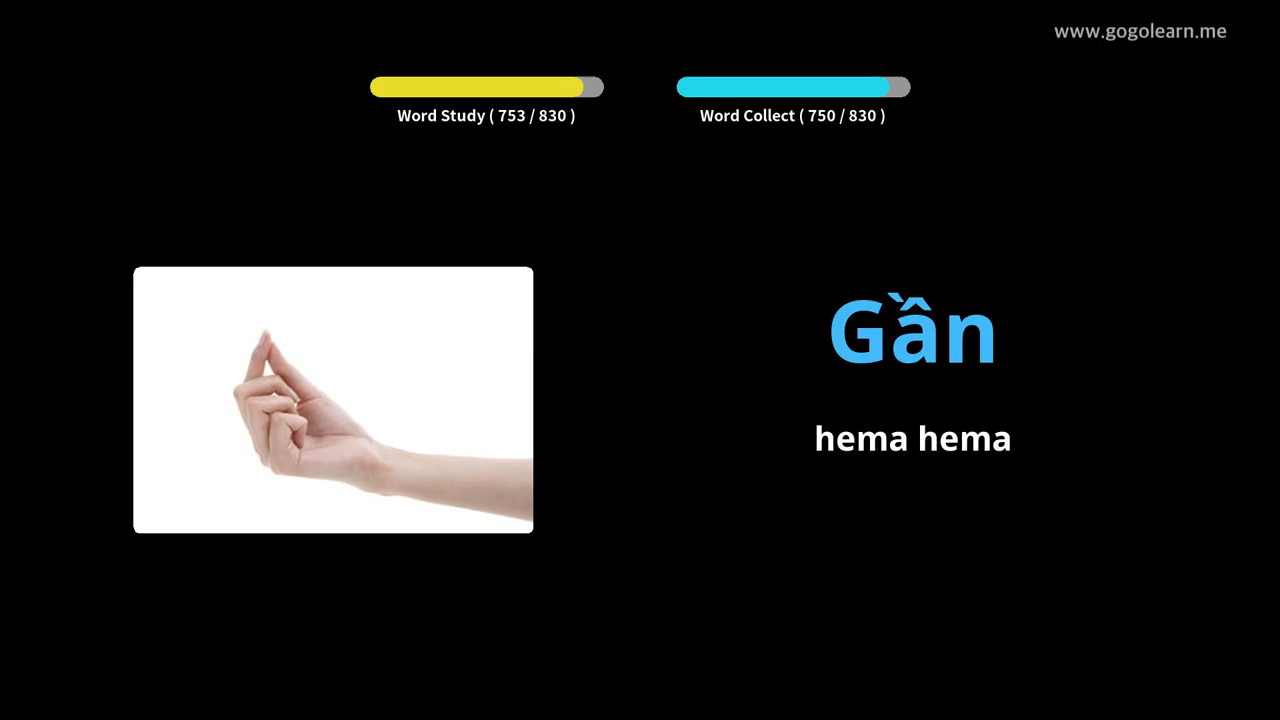 www.gogolearn.me
Word Study ( 753 / 830 )
Word Collect ( 750 / 830 )
Gần
hema hema